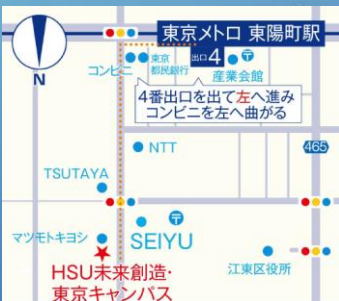 東京メトロ 東陽町駅
出口4
コンビニ
東京
都民銀行
産業会館
4番出口を出て左へ進み
コンビニを左へ曲がる
N
NTT
465
TSUTAYA
マツモトキヨシ
SEIYU
江東区役所
HSU未来創造・
東京キャンパス